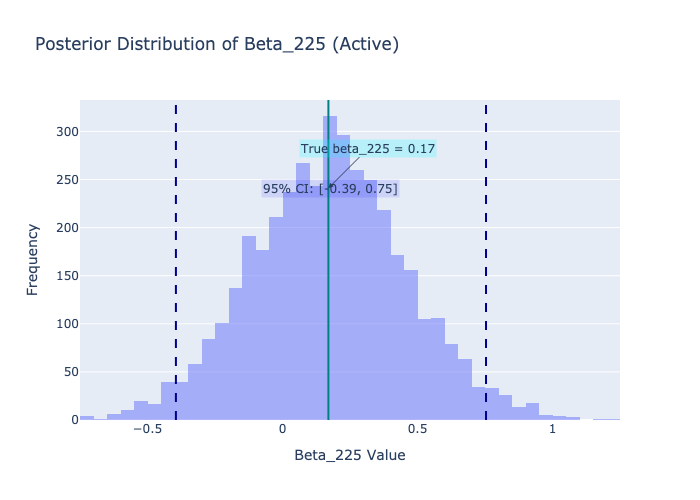 Posterior Distribution of Beta_225 (Active)
300
True beta_225 = 0.17
250
95% CI: [-0.39, 0.75]
200
150
100
50
0
Frequency
−0.5
0
0.5
1
Beta_225 Value